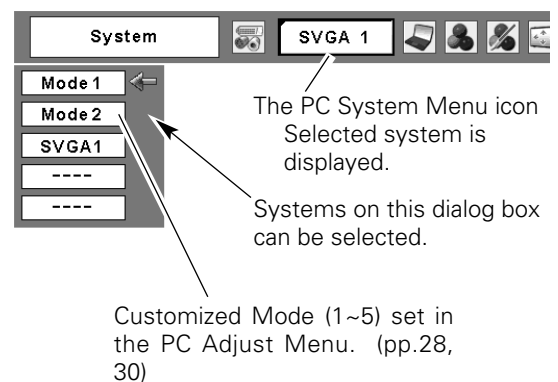 System
SVGA 1
Mode 1
Mode 2
SVGA1
----
----
The PC System Menu icon
Selected system is
displayed.
Systems on this dialog box
can be selected.
Customized Mode (1~5) set in
the PC Adjust Menu. (pp.28,
30)